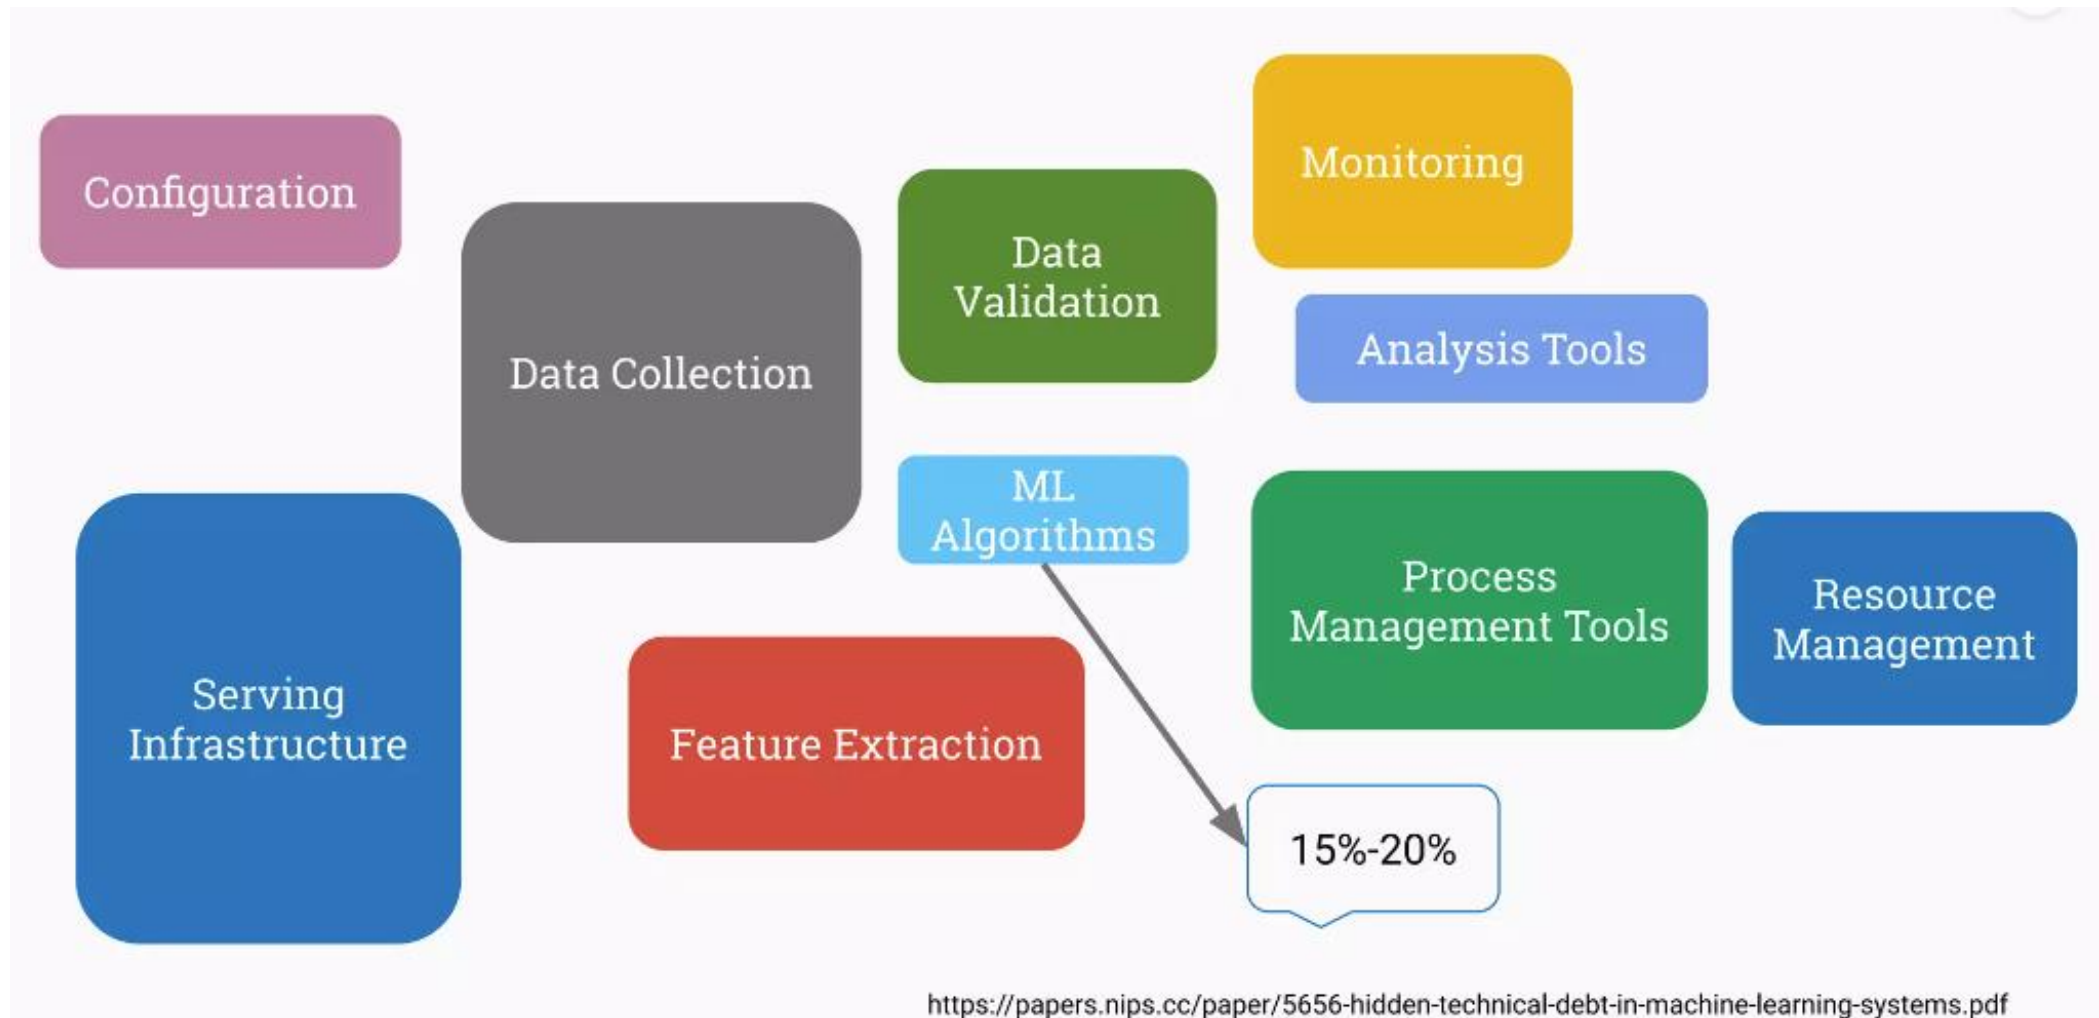 Configuration
Data Collection
Data
Validation
Monitoring
Analysis Tools
ML
Algorithms
Serving
Infrastructure
Feature Extraction
Process
Management Tools
Resource
Management
15%-20%
https://papers.nips.cc/paper/5656-hidden-technical-debt-in-machine-learning-systems.pdf